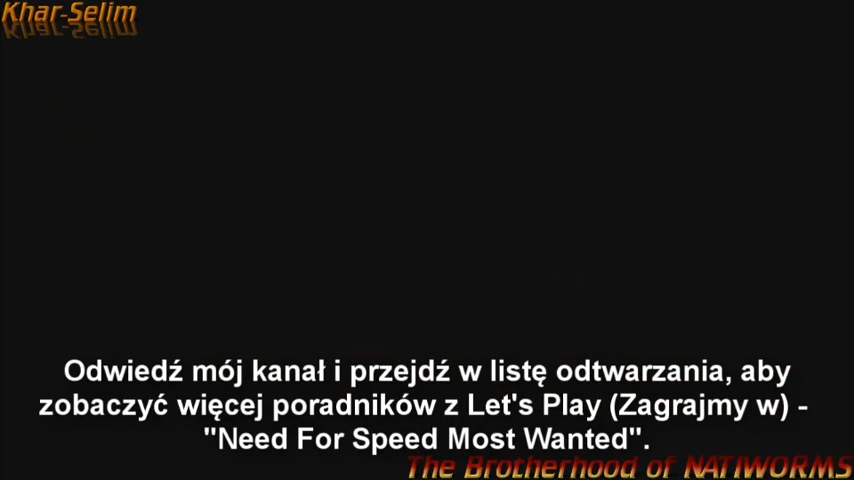 Khar-Selim
Odwiedź mój kanał i przejdź w listę odtwarzania, aby
zobaczyć więcej poradników z Let's Play (Zagrajmy w) -
"Need For Speed Most Wanted".
The Brotherhood of NATIWORMS